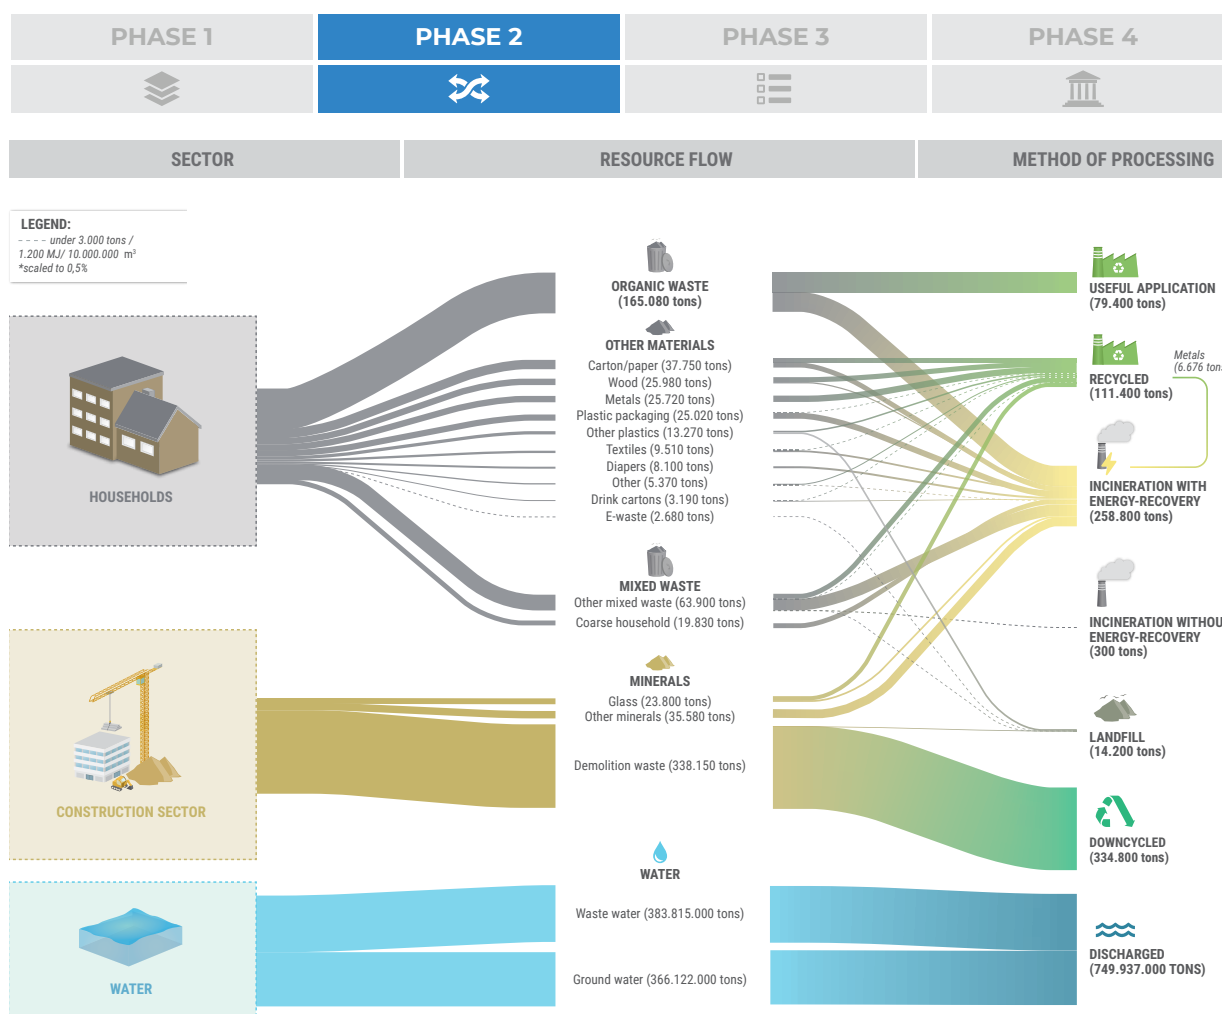 PHASE 1
PHASE 2
PHASE 3
PHASE 4
SECTOR
RESOURCE FLOW
METHOD OF PROCESSING
LEGEND:
---- under 3.000 tons /
1.200 MJ/ 10.000.000 m³
*scaled to 0,5%
HOUSEHOLDS
CONSTRUCTION SECTOR
WATER
ORGANIC WASTE
(165.080 tons)
OTHER MATERIALS
Carton/paper (37.750 tons)
Wood (25.980 tons)
Metals (25.720 tons)
Plastic packaging (25.020 tons)
Other plastics (13.270 tons)
Textiles (9.510 tons)
Diapers (8.100 tons)
Other (5.370 tons)
Drink cartons (3.190 tons)
E-waste (2.680 tons)
MIXED WASTE
Other mixed waste (63.900 tons)
Coarse household (19.830 tons)
MINERALS
Glass (23.800 tons)
Other minerals (35.580 tons)
Demolition waste (338.150 tons)
WATER
Waste water (383.815.000 tons)
Ground water (366.122.000 tons)
USEFUL APPLICATION
(79.400 tons)
RECYCLED
(111.400 tons)
Metals
(6.676 tons
INCINERATION WITH
ENERGY-RECOVERY
(258.800 tons)
INCINERATION WITHOU
ENERGY-RECOVERY
(300 tons)
LANDFILL
(14.200 tons)
DOWNCYCLED
(334.800 tons)
DISCHARGED
(749.937.000 TONS)